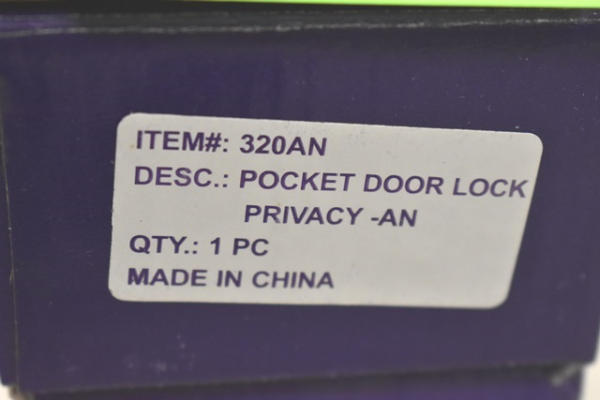 ITEM#: 320AN
DESC.: POCKET DOOR LOCK
PRIVACY -AN
QTY.: 1 PC
MADE IN CHINA